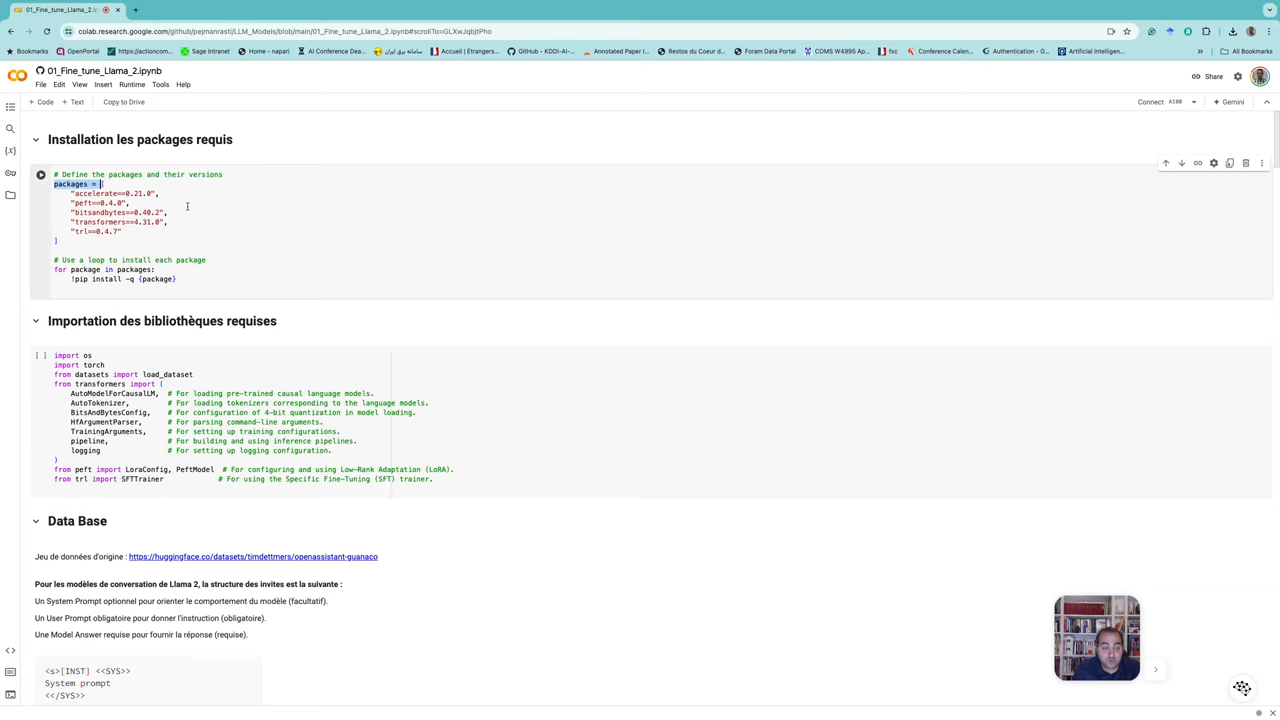 01_Fine_tune_Llama_2.ipynb
colab.research.google.com/github/pejmanrasti/LLM_Models/blob/main/01_Fine_tune_Llama_2.ipynb#scrollTo=GLXwJqbjtPho
Bookmarks OpenPortal https://actioncom... Sage Intranet Home - napari AI Conference Dea... سایت برق ایران Accueil | Étrangers... GitHub - KDDI-AI-... Annotated Paper I... Restos du Coeur d... Foram Data Portal COMS W4995 Ap... fxc Conference Calen... Authentication - G... Artificial Intelligen... All Bookmarks
01_Fine_tune_Llama_2.ipynb
Share
File Edit View Insert Runtime Tools Help
+ Code + Text Copy to Drive
Connect A100 Gemini
Installation les packages requis
# Define the packages and their versions
packages = [
"accelerate==0.21.0",
"peft==0.4.0",
"bitsandbytes==0.40.2",
"transformers==4.31.0",
"trl==0.4.7"
]
# Use a loop to install each package
for package in packages:
!pip install -q {package}
Importation des bibliothèques requises
[ ] import os
import torch
from datasets import load_dataset
from transformers import (
AutoModelForCausalLM, # For loading pre-trained causal language models.
AutoTokenizer, # For loading tokenizers corresponding to the language models.
BitsAndBytesConfig, # For configuration of 4-bit quantization in model loading.
HfArgumentParser, # For parsing command-line arguments.
TrainingArguments, # For setting up training configurations.
pipeline, # For building and using inference pipelines.
logging # For setting up logging configuration.
)
from peft import LoraConfig, PeftModel # For configuring and using Low-Rank Adaptation (LoRA).
from trl import SFTTrainer # For using the Specific Fine-Tuning (SFT) trainer.
Data Base
Jeu de données d'origine : https://huggingface.co/datasets/timdettmers/openassistant-guanaco
Pour les modèles de conversation de Llama 2, la structure des invites est la suivante :
Un System Prompt optionnel pour orienter le comportement du modèle (facultatif).
Un User Prompt obligatoire pour donner l'instruction (obligatoire).
Une Model Answer requise pour fournir la réponse (requise).
<s>[INST] <<SYS>>
System prompt
<</SYS>>